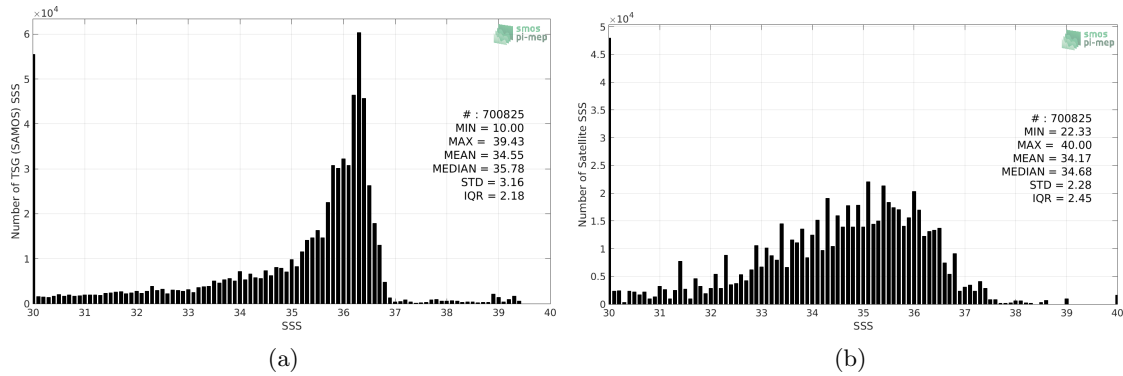 ×10⁴
smos
pi-mep
6
5
4
3
2
1
0
Number of TSG (SAMOS) SSS
# : 700825
MIN = 10.00
MAX = 39.43
MEAN = 34.55
MEDIAN = 35.78
STD = 3.16
IQR = 2.18
30 31 32 33 34 35 36 37 38 39 40
SSS
(a)
×10⁴
smos
pi-mep
5
4.5
4
3.5
3
2.5
2
1.5
1
0.5
0
Number of Satellite SSS
# : 700825
MIN = 22.33
MAX = 40.00
MEAN = 34.17
MEDIAN = 34.68
STD = 2.28
IQR = 2.45
30 31 32 33 34 35 36 37 38 39 40
SSS
(b)